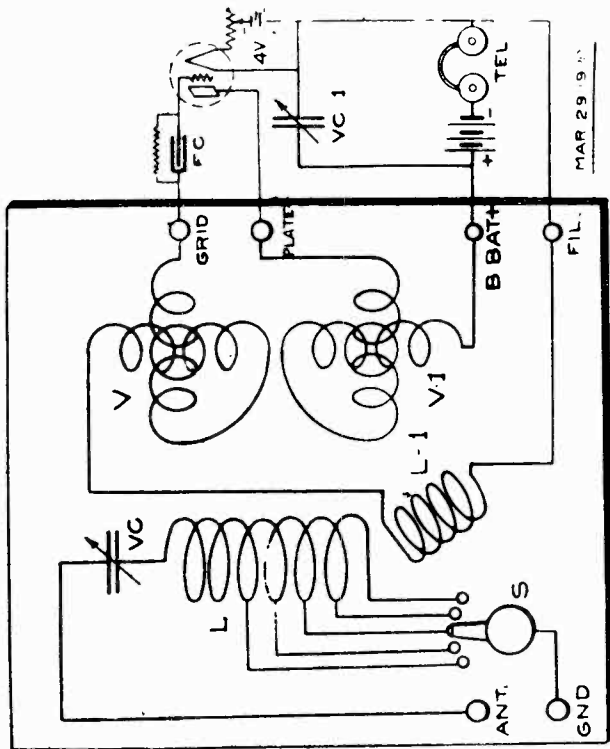 4V
FC
VC 1
TEL
+
-
MAR 29 19
GRID
PLATE
B BAT+
FIL.
V
V-1
L-1
VC
L
S
ANT.
GND